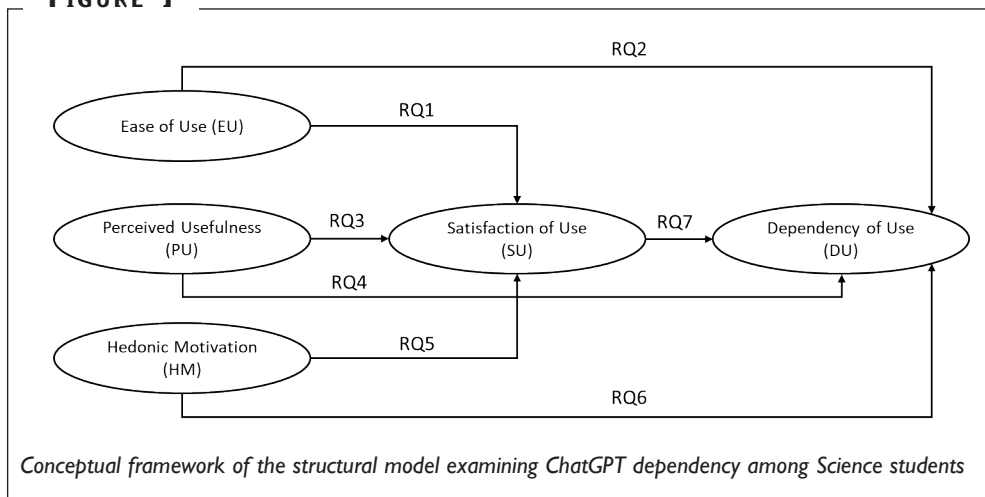 FIGURE 1
RQ2
Ease of Use (EU)
RQ1
Perceived Usefulness
(PU)
RQ3
Satisfaction of Use
(SU)
RQ7
Dependency of Use
(DU)
RQ4
Hedonic Motivation
(HM)
RQ5
RQ6
Conceptual framework of the structural model examining ChatGPT dependency among Science students